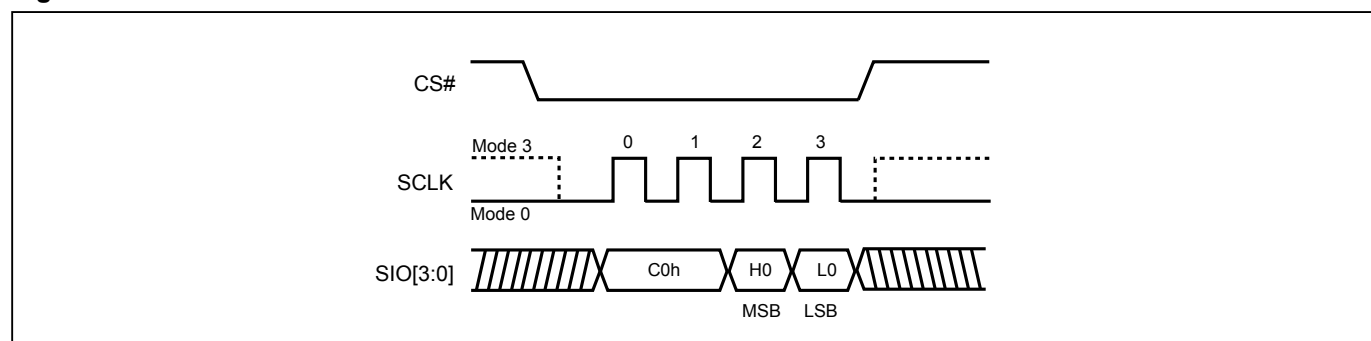 CS#
Mode 3 0 1 2 3
SCLK
Mode 0
SIO[3:0] C0h H0 L0
MSB LSB